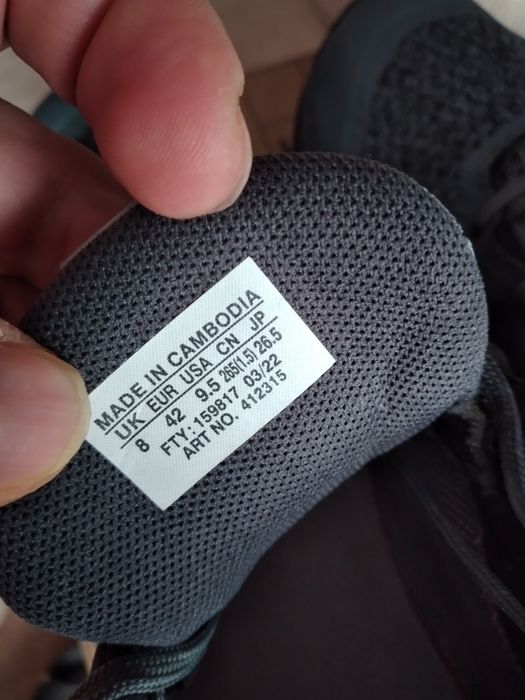 MADE IN CAMBODIA
UK EUR USA CN JP
8 42 9.5 265(1.5) 26.5
FTY: 159817 03/22
ART NO. 412315